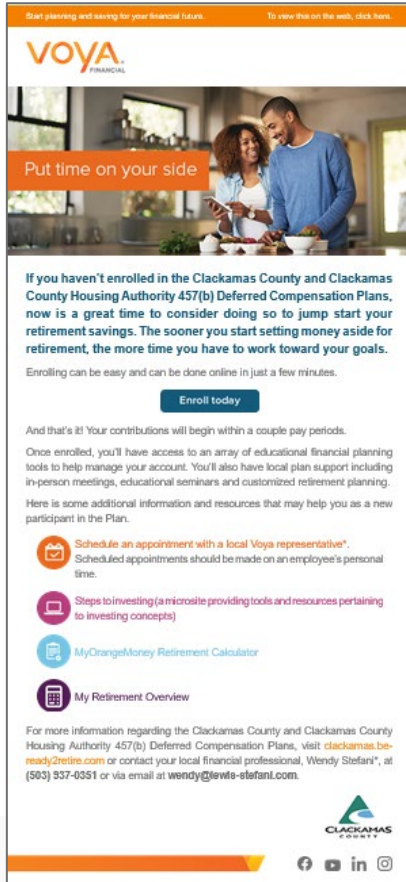 Start planning and saving for your financial future. To view this on the web, click here.
VOYA
FINANCIAL
Put time on your side
If you haven't enrolled in the Clackamas County and Clackamas
County Housing Authority 457(b) Deferred Compensation Plans,
now is a great time to consider doing so to jump start your
retirement savings. The sooner you start setting money aside for
retirement, the more time you have to work toward your goals.
Enrolling can be easy and can be done online in just a few minutes.
Enroll today
And that's it! Your contributions will begin within a couple pay periods.
Once enrolled, you'll have access to an array of educational financial planning
tools to help manage your account. You'll also have local plan support including
in-person meetings, educational seminars and customized retirement planning.
Here is some additional information and resources that may help you as a new
participant in the Plan.
Schedule an appointment with a local Voya representative*.
Scheduled appointments should be made on an employee's personal
time.
Steps to investing (a microsite providing tools and resources pertaining
to investing concepts)
MyOrangeMoney Retirement Calculator
My Retirement Overview
For more information regarding the Clackamas County and Clackamas County
Housing Authority 457(b) Deferred Compensation Plans, visit clackamas.be-
ready2retire.com or contact your local financial professional, Wendy Stefani*, at
(503) 937-0351 or via email at wendy@lewis-stefani.com.
CLACKAMAS
COUNTY